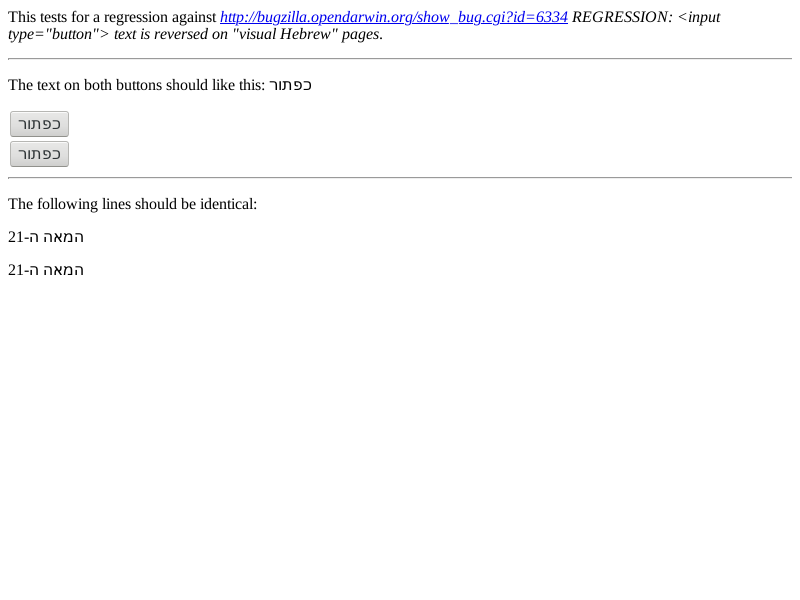 This tests for a regression against http://bugzilla.opendarwin.org/show_bug.cgi?id=6334 REGRESSION: <input
type="button"> text is reversed on "visual Hebrew" pages.
The text on both buttons should like this: כפתור
כפתור
כפתור
The following lines should be identical:
המאה ה-21
המאה ה-21